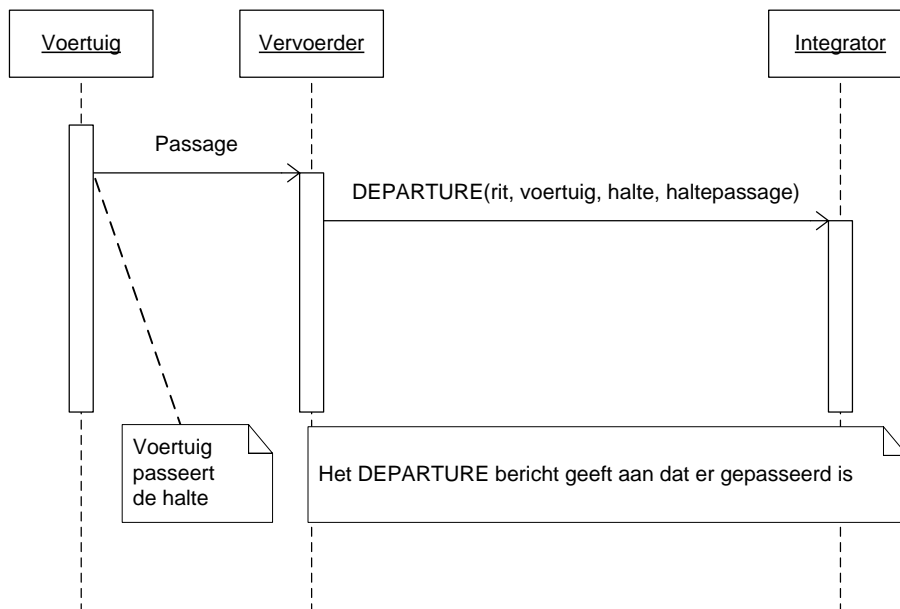 Voertuig
Vervoerder
Integrator
Passage
DEPARTURE(rit, voertuig, halte, haltepassage)
Voertuig
passeert
de halte
Het DEPARTURE bericht geeft aan dat er gepasseerd is